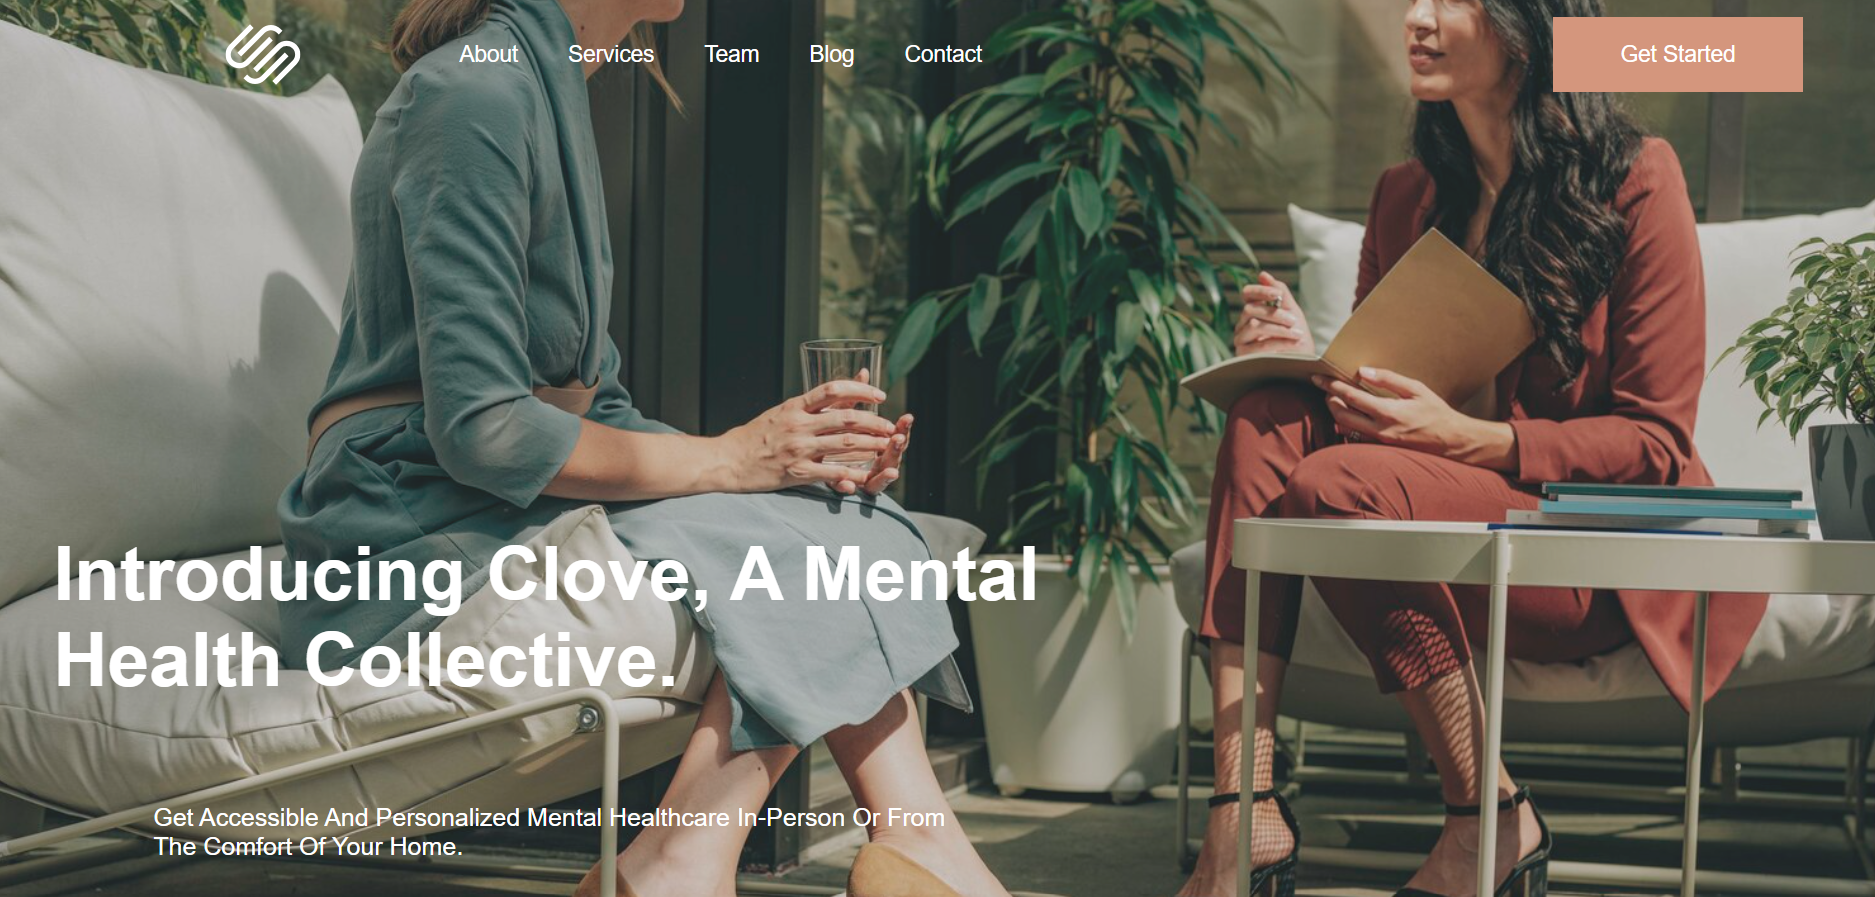 About
Services
Team
Blog
Contact
Get Started
Introducing Clove, A Mental
Health Collective.
Get Accessible And Personalized Mental Healthcare In-Person Or From
The Comfort Of Your Home.